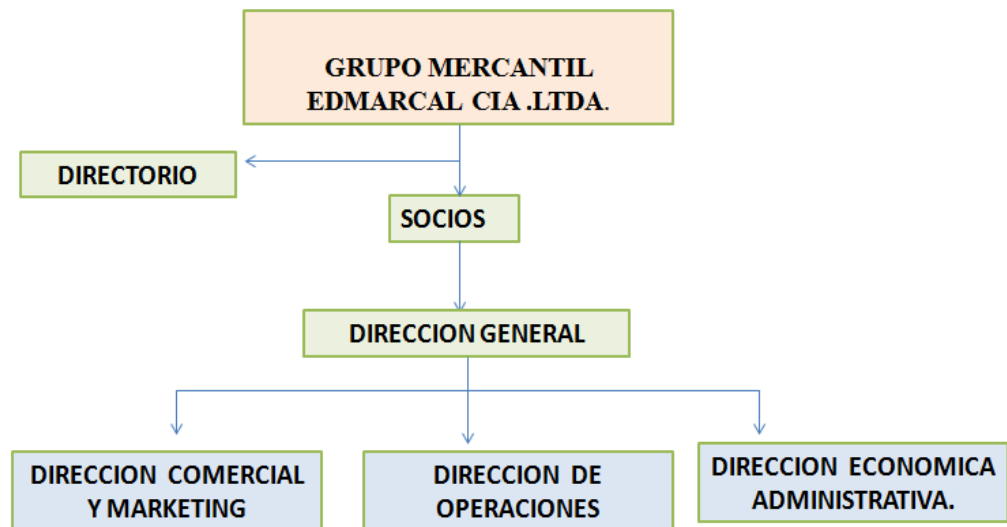 GRUPO MERCANTIL
EDMARCAL CIA .LTDA.
DIRECTORIO
SOCIOS
DIRECCION GENERAL
DIRECCION COMERCIAL
Y MARKETING
DIRECCION DE
OPERACIONES
DIRECCION ECONOMICA
ADMINISTRATIVA.